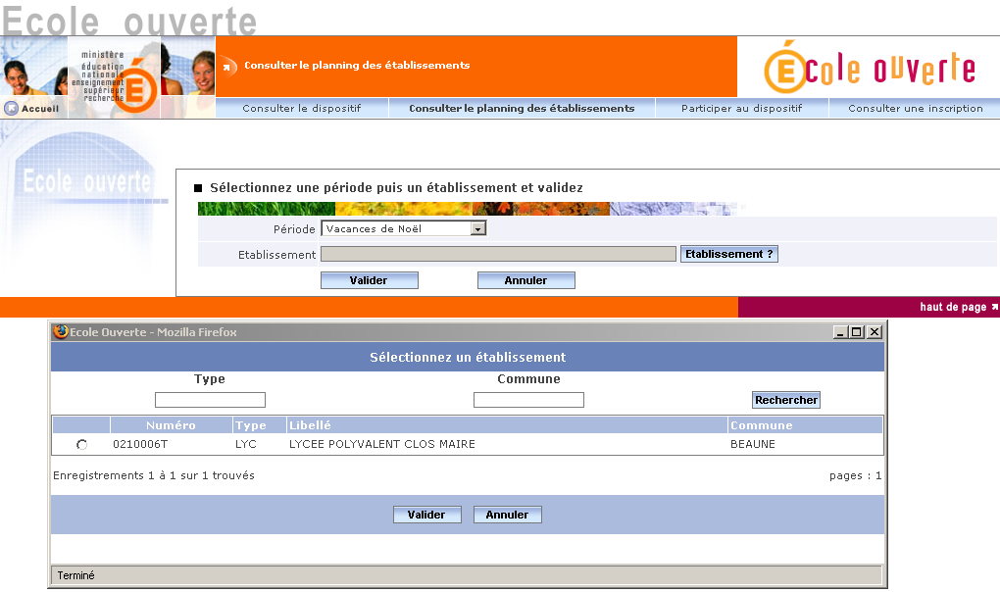 Ecole ouverte
ministère
éducation
nationale
enseignement
supérieur
recherche
Consulter le planning des établissements
École ouverte
Accueil
Consulter le dispositif
Consulter le planning des établissements
Participer au dispositif
Consulter une inscription
Ecole ouverte
Sélectionnez une période puis un établissement et validez
Période Vacances de Noël
Etablissement Etablissement ?
Valider Annuler
haut de page
Ecole Ouverte - Mozilla Firefox
Sélectionnez un établissement
Type Commune
Rechercher
Numéro Type Libellé Commune
0210006T LYC LYCEE POLYVALENT CLOS MAIRE BEAUNE
Enregistrements 1 à 1 sur 1 trouvés pages : 1
Valider Annuler
Terminé